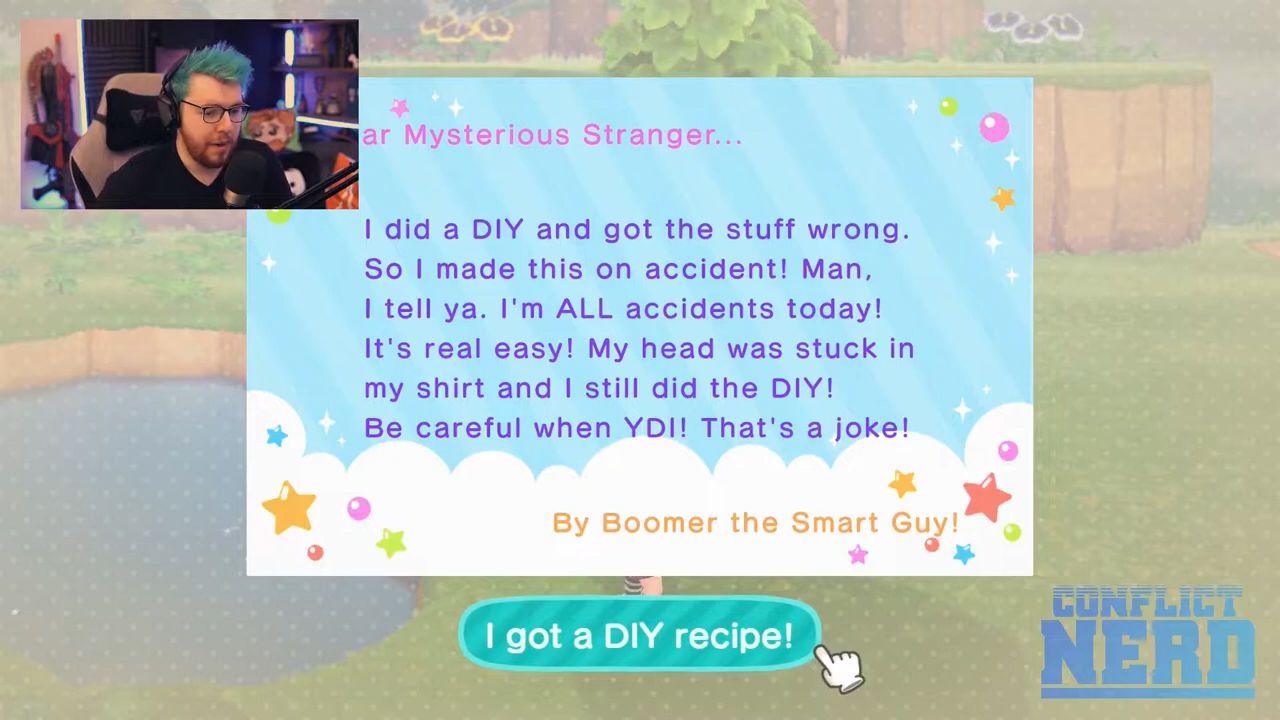 ar Mysterious Stranger...
I did a DIY and got the stuff wrong.
So I made this on accident! Man,
I tell ya. I'm ALL accidents today!
It's real easy! My head was stuck in
my shirt and I still did the DIY!
Be careful when YDI! That's a joke!
By Boomer the Smart Guy!
I got a DIY recipe!
CONFLICT
NERD